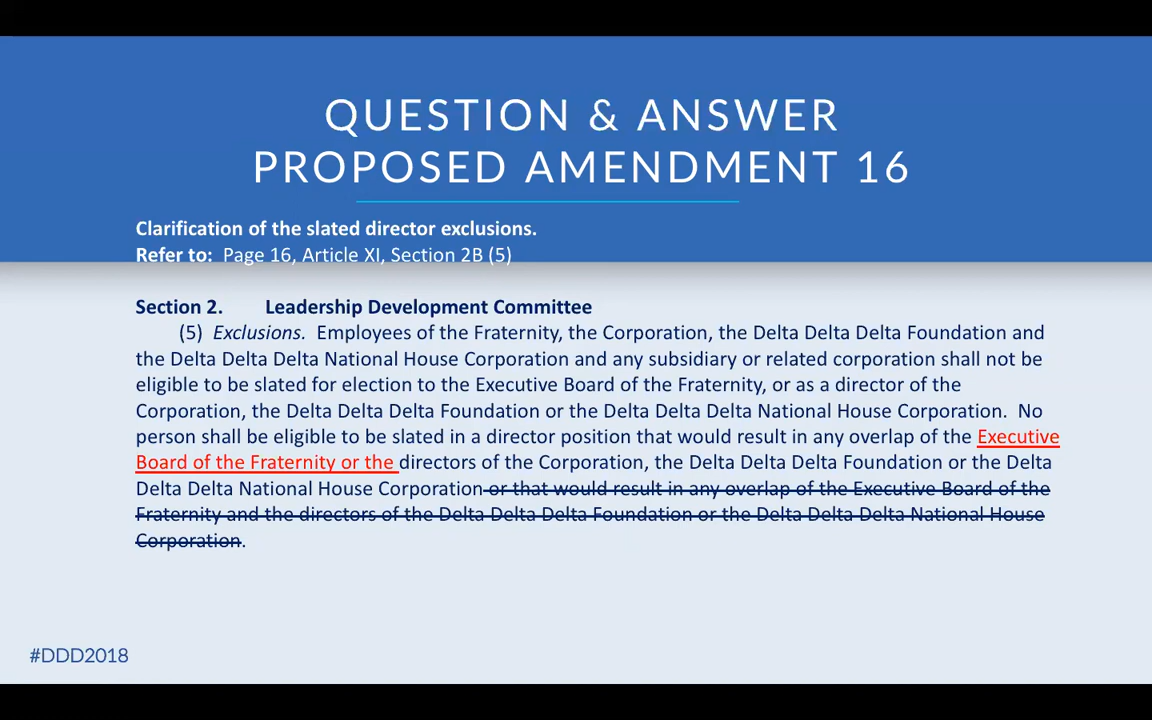 QUESTION & ANSWER
PROPOSED AMENDMENT 16
Clarification of the slated director exclusions.
Refer to: Page 16, Article XI, Section 2B (5)
Section 2. Leadership Development Committee
(5) Exclusions. Employees of the Fraternity, the Corporation, the Delta Delta Delta Foundation and
the Delta Delta Delta National House Corporation and any subsidiary or related corporation shall not be
eligible to be slated for election to the Executive Board of the Fraternity, or as a director of the
Corporation, the Delta Delta Delta Foundation or the Delta Delta Delta National House Corporation. No
person shall be eligible to be slated in a director position that would result in any overlap of the Executive
Board of the Fraternity or the directors of the Corporation, the Delta Delta Delta Foundation or the Delta
Delta Delta National House Corporation or that would result in any overlap of the Executive Board of the
Fraternity and the directors of the Delta Delta Delta Foundation or the Delta Delta Delta National House
Corporation.
#DDD2018